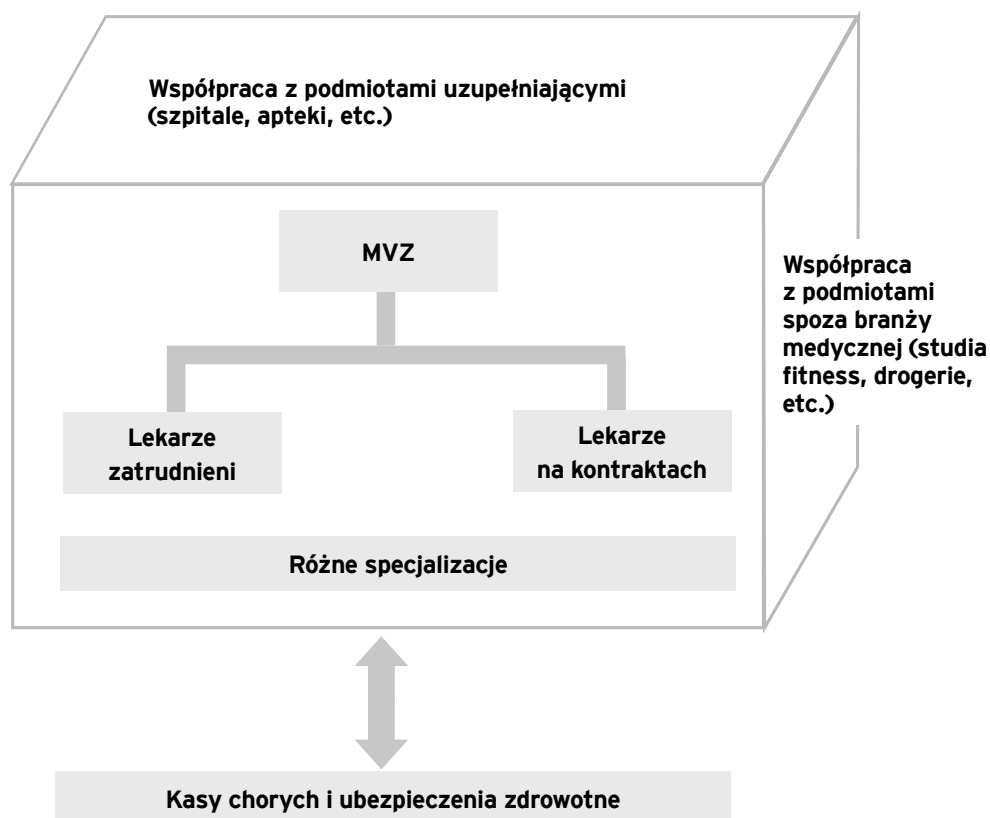 Współpraca z podmiotami uzupełniającymi
(szpitale, apteki, etc.)
MVZ
Współpraca
z podmiotami
spoza branży
medycznej (studia
fitness, drogerie,
etc.)
Lekarze
zatrudnieni
Lekarze
na kontraktach
Różne specjalizacje
Kasy chorych i ubezpieczenia zdrowotne